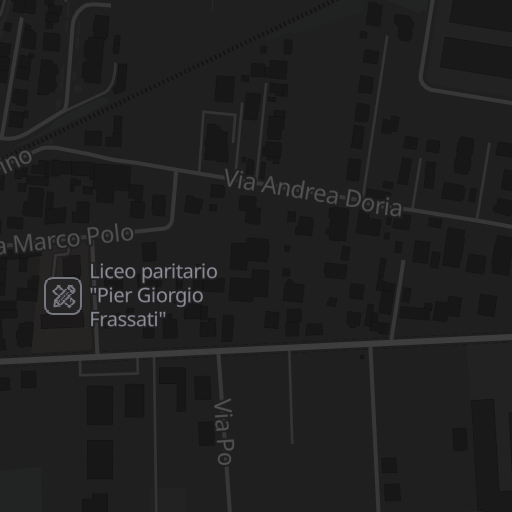 Via Andrea Doria
Marco Polo
Liceo paritario
"Pier Giorgio
Frassati"
Via Po